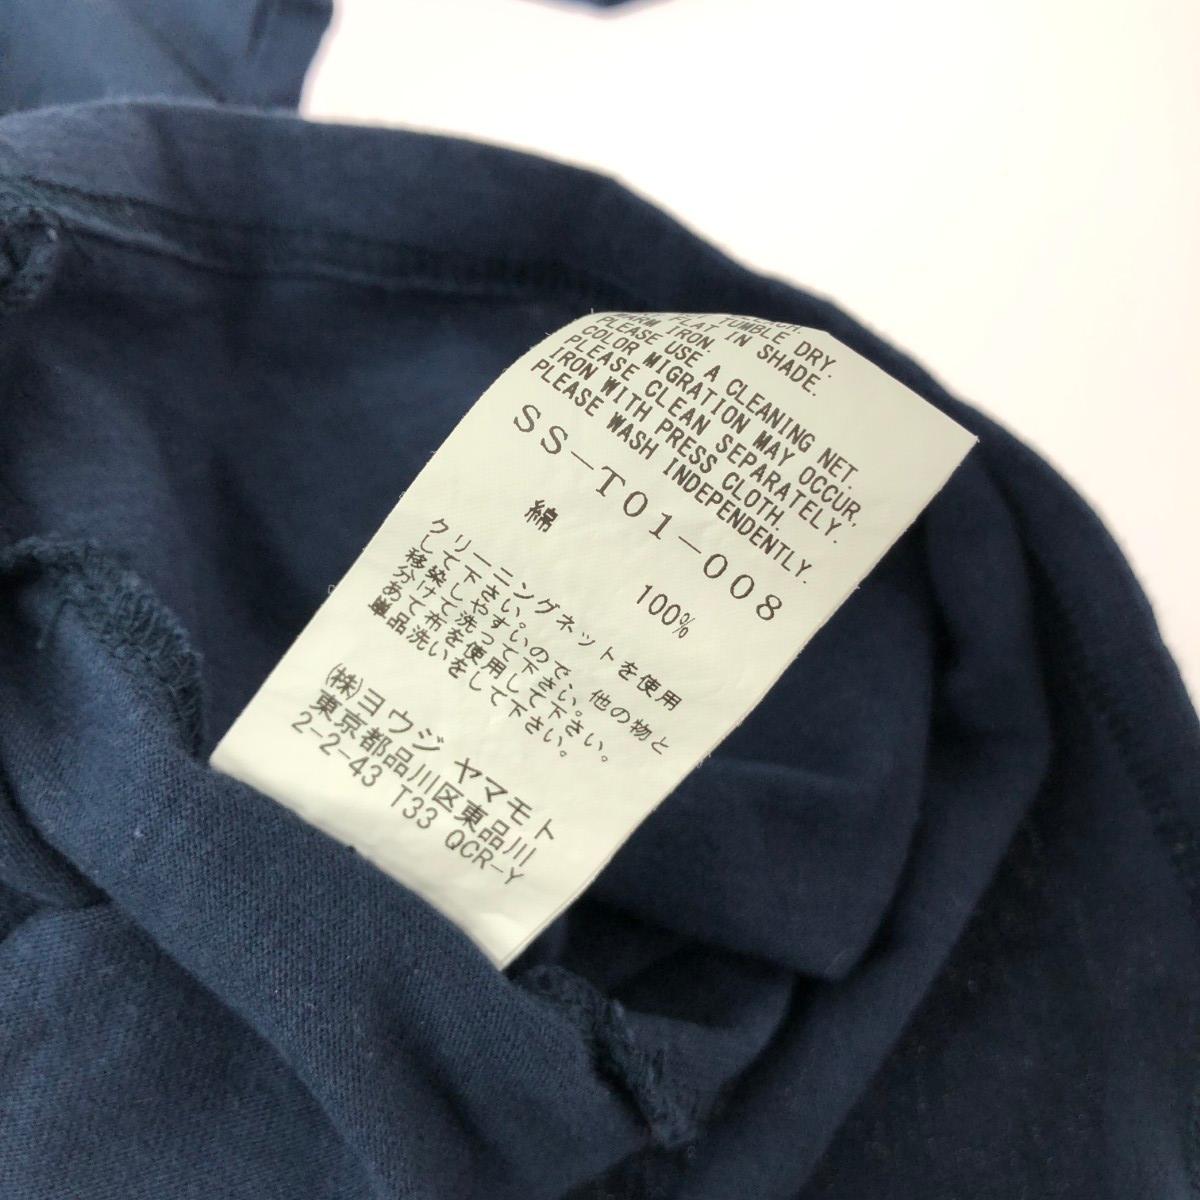 TUMBLE DRY.
FLAT IN SHADE.
WARM IRON.
PLEASE USE A CLEANING NET.
COLOR MIGRATION MAY OCCUR.
PLEASE CLEAN SEPARATELY.
IRON WITH PRESS CLOTH.
PLEASE WASH INDEPENDENTLY.
SS-T01-008
綿 100%
クリーニングネットを使用
して下さい。
移染しやすいので、他の物と
分けて洗って下さい。
あて布を使用して下さい。
単品洗いをして下さい。
(株)ヨウジ ヤマモト
東京都品川区東品川
2-2-43 T33 QCR-Y